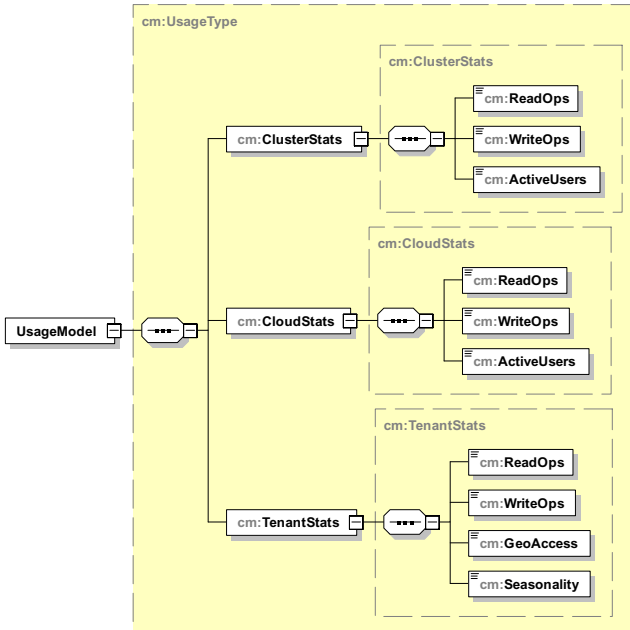 cm:UsageType
cm:ClusterStats
cm:ReadOps
cm:ClusterStats
cm:WriteOps
cm:ActiveUsers
cm:CloudStats
cm:ReadOps
UsageModel
cm:CloudStats
cm:WriteOps
cm:ActiveUsers
cm:TenantStats
cm:ReadOps
cm:WriteOps
cm:TenantStats
cm:GeoAccess
cm:Seasonality